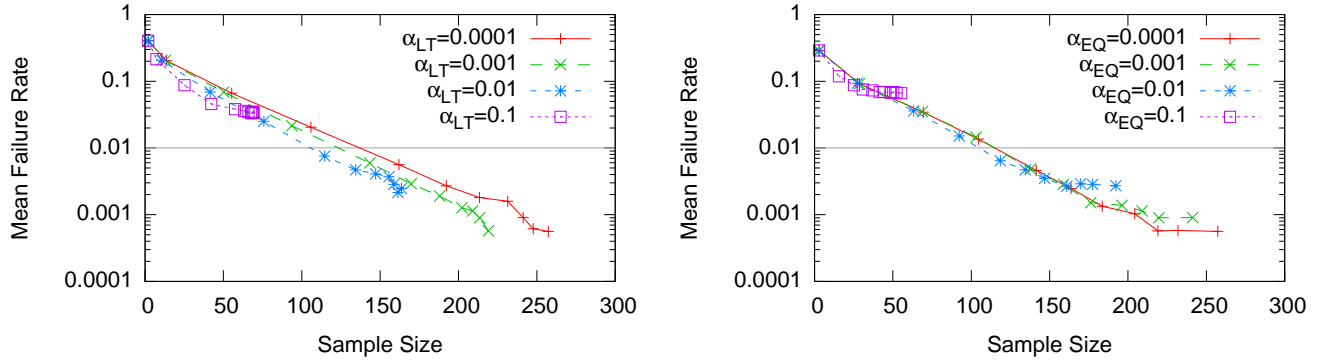 1
0.1
0.01
0.001
0.0001
0 50 100 150 200 250 300
Mean Failure Rate
Sample Size
αLT=0.0001
αLT=0.001
αLT=0.01
αLT=0.1
1
0.1
0.01
0.001
0.0001
0 50 100 150 200 250 300
Mean Failure Rate
Sample Size
αEQ=0.0001
αEQ=0.001
αEQ=0.01
αEQ=0.1